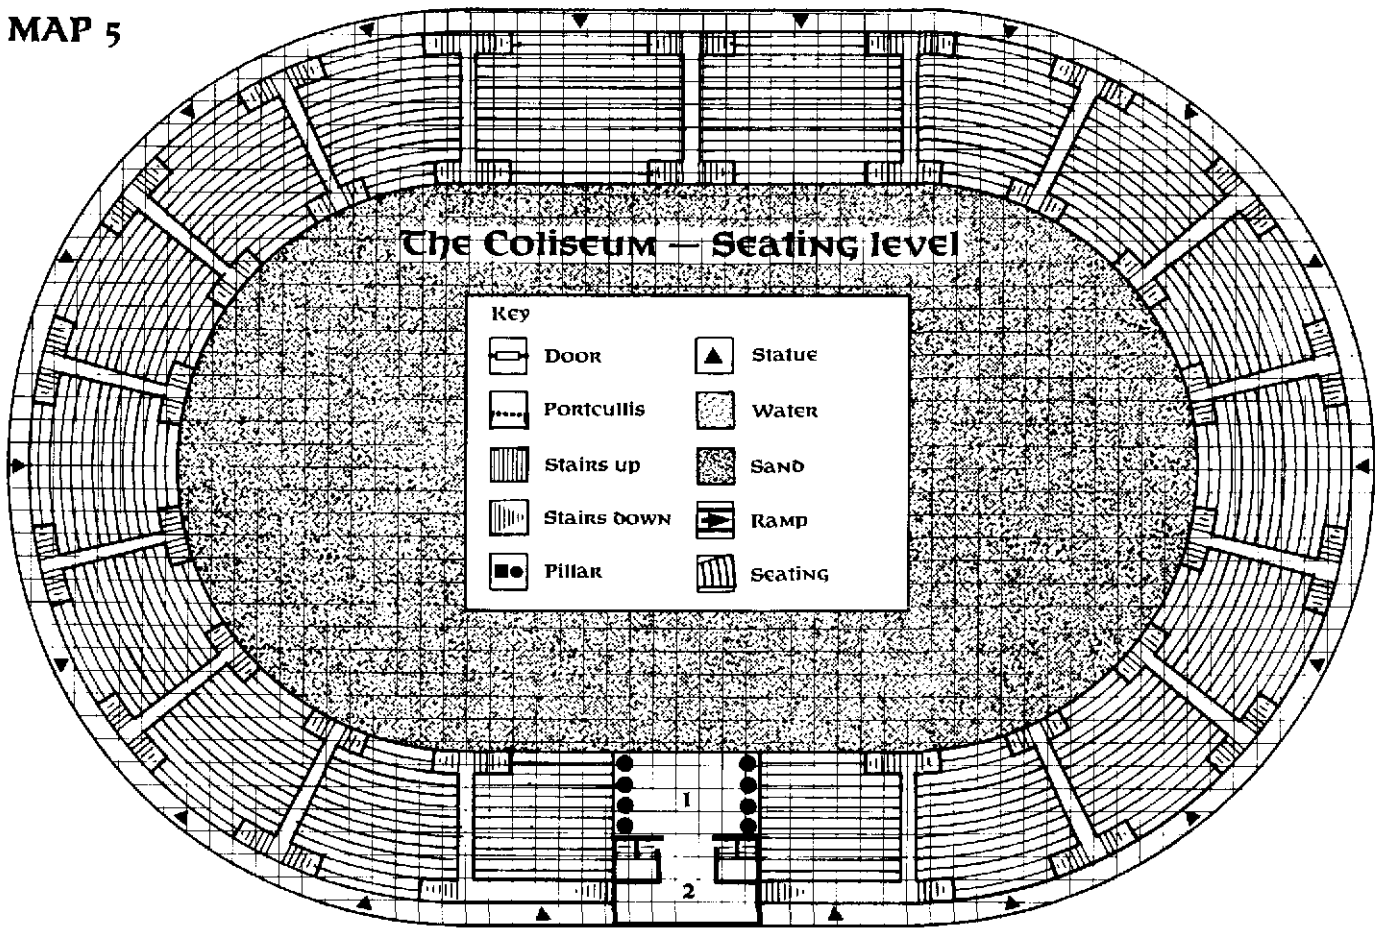 MAP 5
The Coliseum — Seating level
Key
Door
Statue
Portcullis
Water
Stairs up
Sand
Stairs down
Ramp
Pillar
Seating
1
2